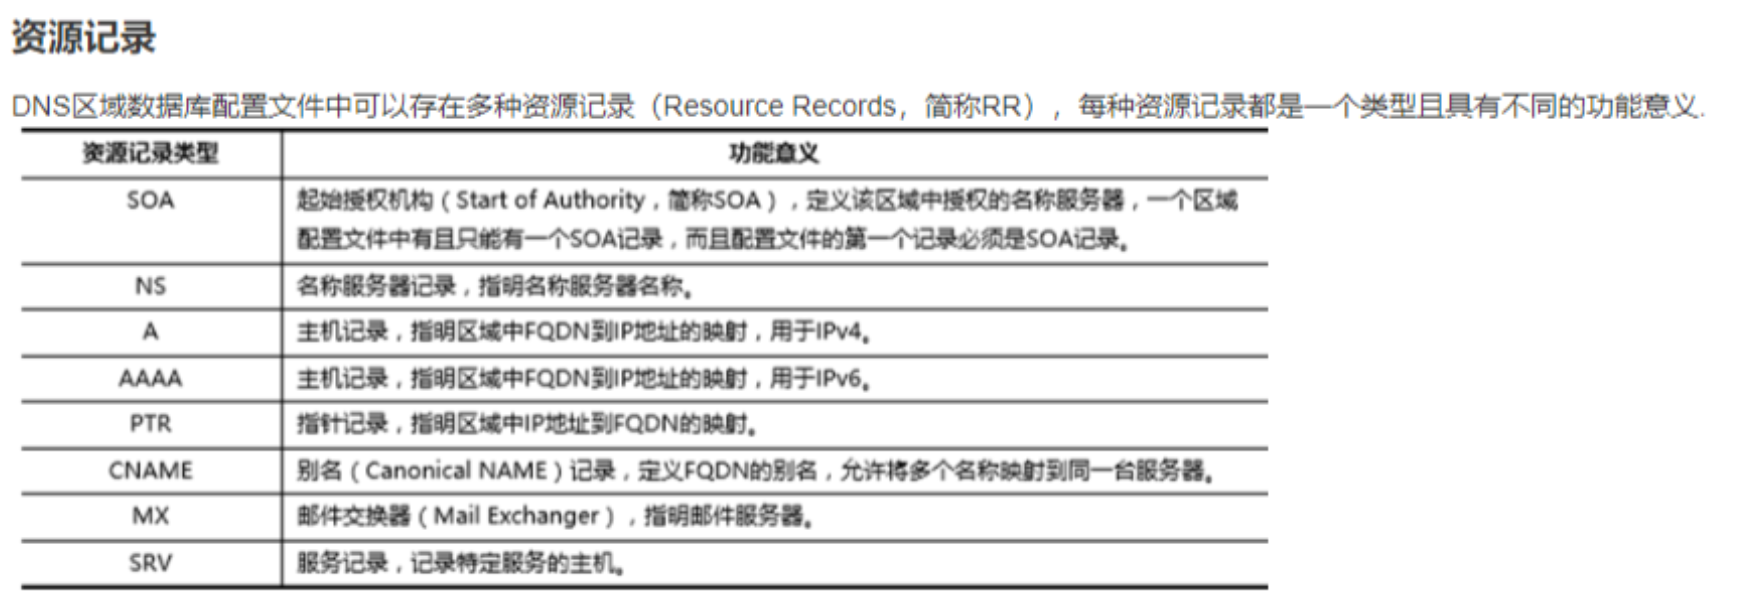 资源记录
DNS区域数据库配置文件中可以存在多种资源记录（Resource Records，简称RR），每种资源记录都是一个类型且具有不同的功能意义.
资源记录类型 功能意义
SOA 起始授权机构（Start of Authority，简称SOA），定义该区域中授权的名称服务器，一个区域
配置文件中有且只能有一个SOA记录，而且配置文件的第一个记录必须是SOA记录。
NS 名称服务器记录，指明名称服务器名称。
A 主机记录，指明区域中FQDN到IP地址的映射，用于IPv4。
AAAA 主机记录，指明区域中FQDN到IP地址的映射，用于IPv6。
PTR 指针记录，指明区域中IP地址到FQDN的映射。
CNAME 别名（Canonical NAME）记录，定义FQDN的别名，允许将多个名称映射到同一台服务器。
MX 邮件交换器（Mail Exchanger），指明邮件服务器。
SRV 服务记录，记录特定服务的主机。